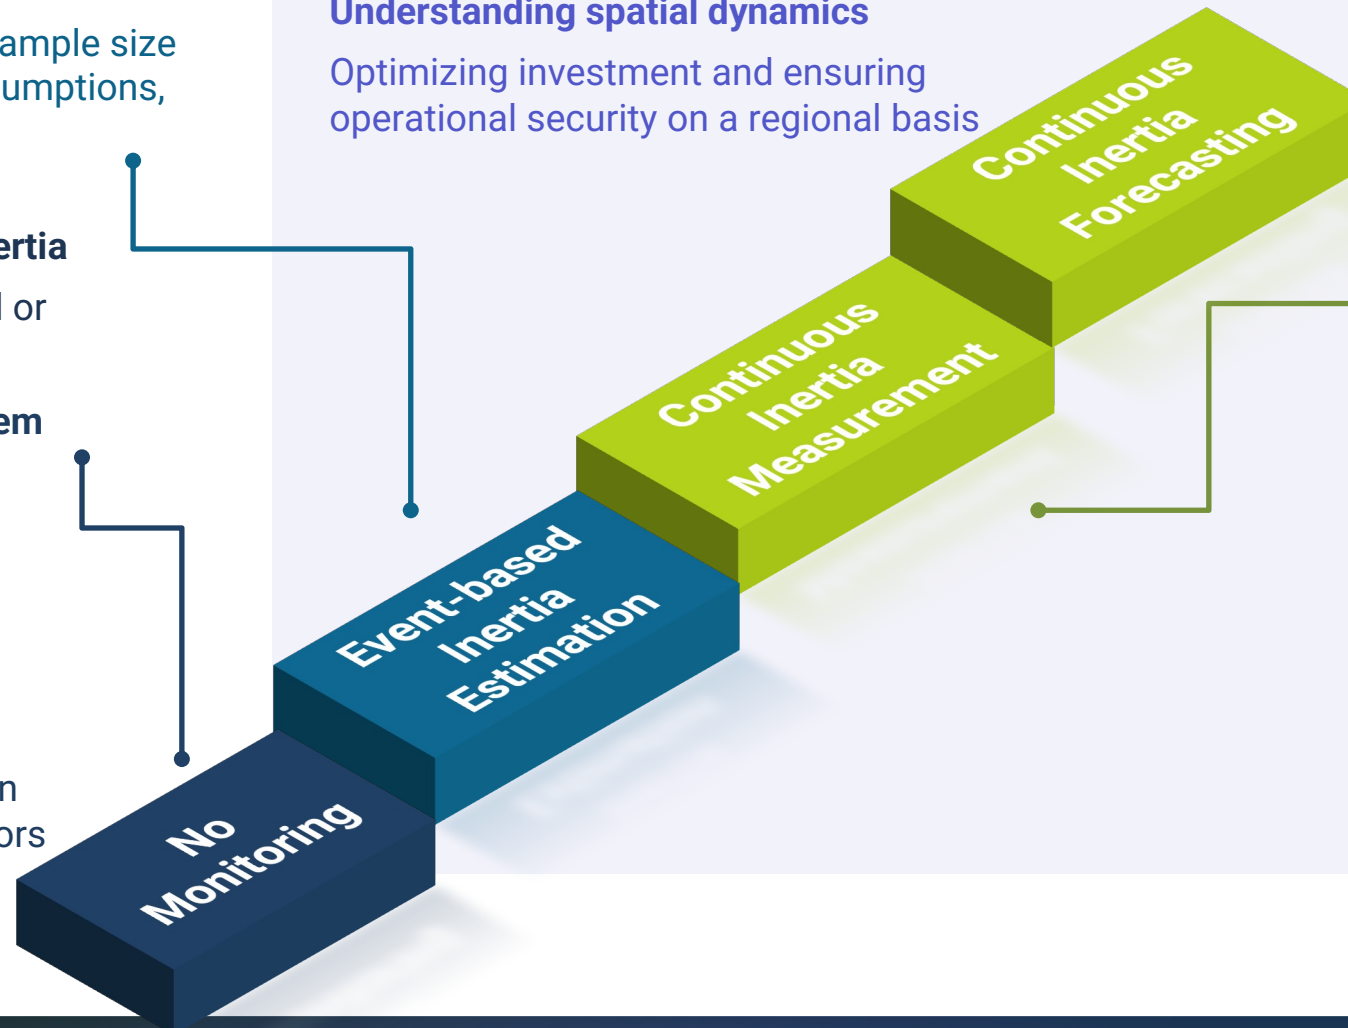 ample size
umptions,
ertia
l or
em
n
ors
Understanding spatial dynamics
Optimizing investment and ensuring
operational security on a regional basis
Continuous
Inertia
Forecasting
Continuous
Inertia
Measurement
Event-based
Inertia
Estimation
No
Monitoring